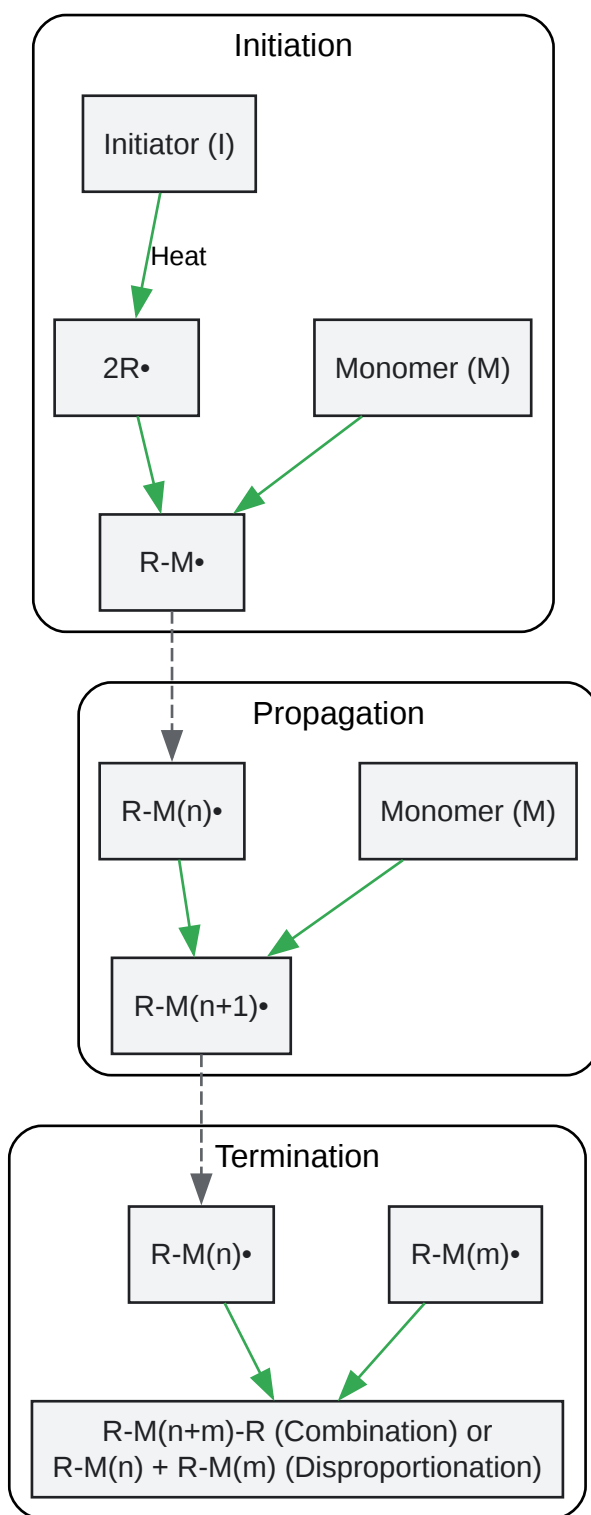 Initiation
Initiator (I)
Heat
2R•
Monomer (M)
R-M•
Propagation
R-M(n)•
Monomer (M)
R-M(n+1)•
Termination
R-M(n)•
R-M(m)•
R-M(n+m)-R (Combination) or
R-M(n) + R-M(m) (Disproportionation)